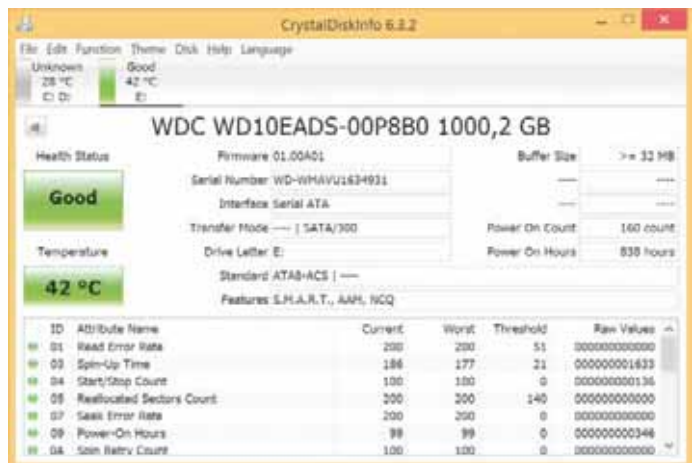 CrystalDiskInfo 6.3.2
File Edit Function Theme Disk Help Language
Unknown Good
28 °C 42 °C
C: D: E:
WDC WD10EADS-00P8B0 1000,2 GB
Health Status Firmware 01.00A01 Buffer Size >= 32 MB
Good Serial Number WD-WMAVU1634931 ---- ----
Interface Serial ATA ---- ----
Transfer Mode ---- | SATA/300 Power On Count 160 count
Temperature Drive Letter E: Power On Hours 838 hours
42 °C Standard ATA8-ACS | ----
Features S.M.A.R.T., AAM, NCQ
ID Attribute Name Current Worst Threshold Raw Values
01 Read Error Rate 200 200 51 000000000000
03 Spin-Up Time 186 177 21 000000001633
04 Start/Stop Count 100 100 0 000000000136
05 Reallocated Sectors Count 200 200 140 000000000000
07 Seek Error Rate 200 200 0 000000000000
09 Power-On Hours 99 99 0 000000000346
0A Spin Retry Count 100 100 0 000000000000